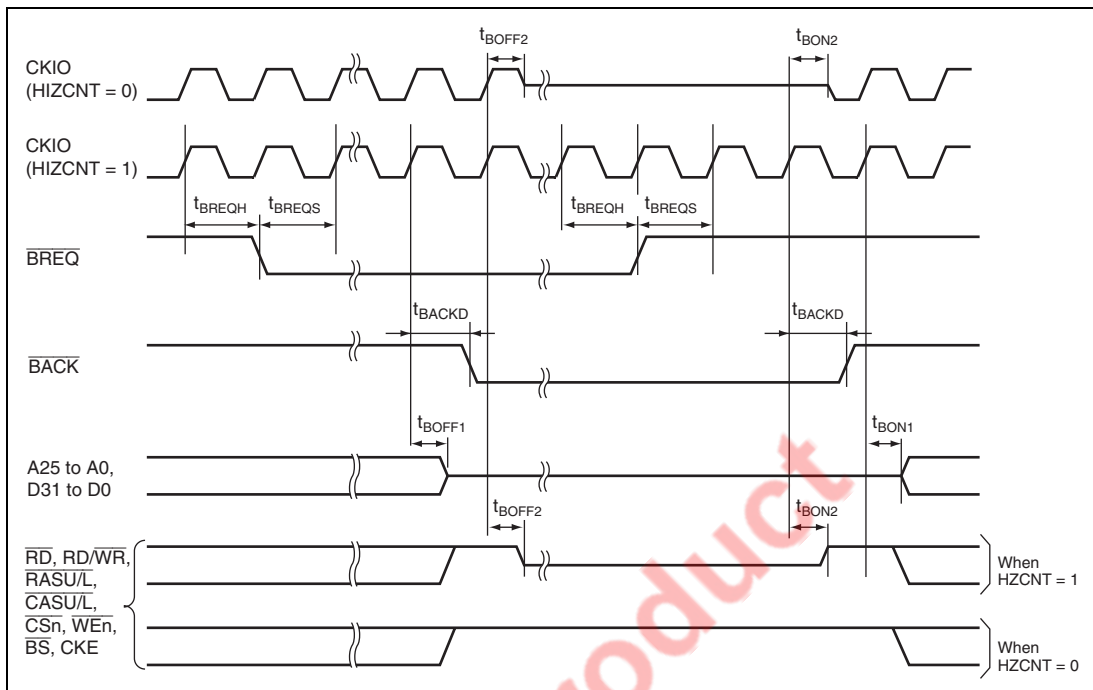 tBOFF2
tBON2
CKIO
(HIZCNT = 0)
CKIO
(HIZCNT = 1)
tBREQH
tBREQS
tBREQH
tBREQS
BREQ
tBACKD
tBACKD
BACK
tBOFF1
tBON1
A25 to A0,
D31 to D0
tBOFF2
tBON2
RD, RD/WR,
RASU/L,
CASU/L,
CSn, WEn,
BS, CKE
When
HZCNT = 1
When
HZCNT = 0